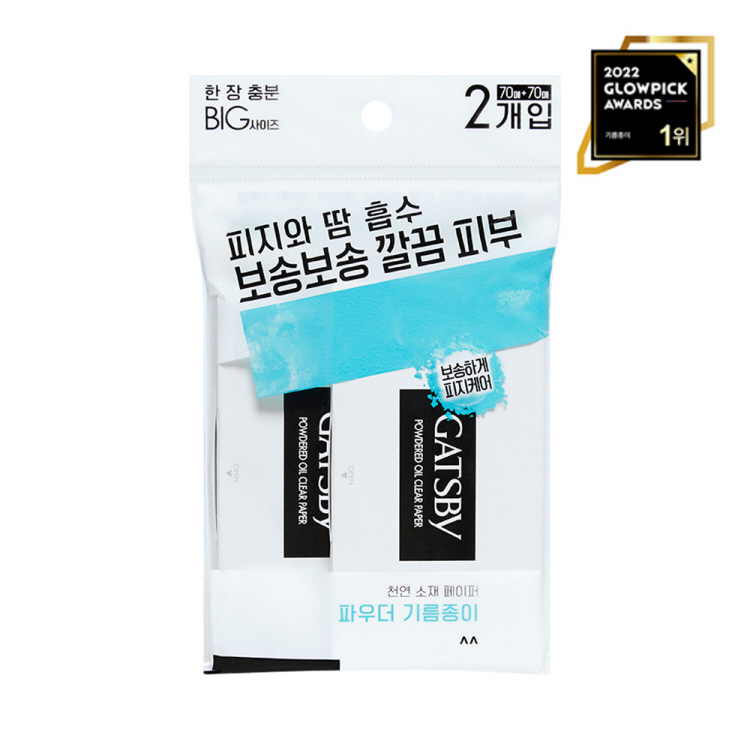 한 장 충분
BIG사이즈
70매+70매
2개입
2022
GLOWPICK
AWARDS
기름종이
1위
피지와 땀 흡수
보송보송 깔끔 피부
보송하게
피지케어
GATSBY
POWDERED OIL CLEAR PAPER
OPEN
GATSBY
POWDERED OIL CLEAR PAPER
OPEN
천연 소재 페이퍼
파우더 기름종이
^^